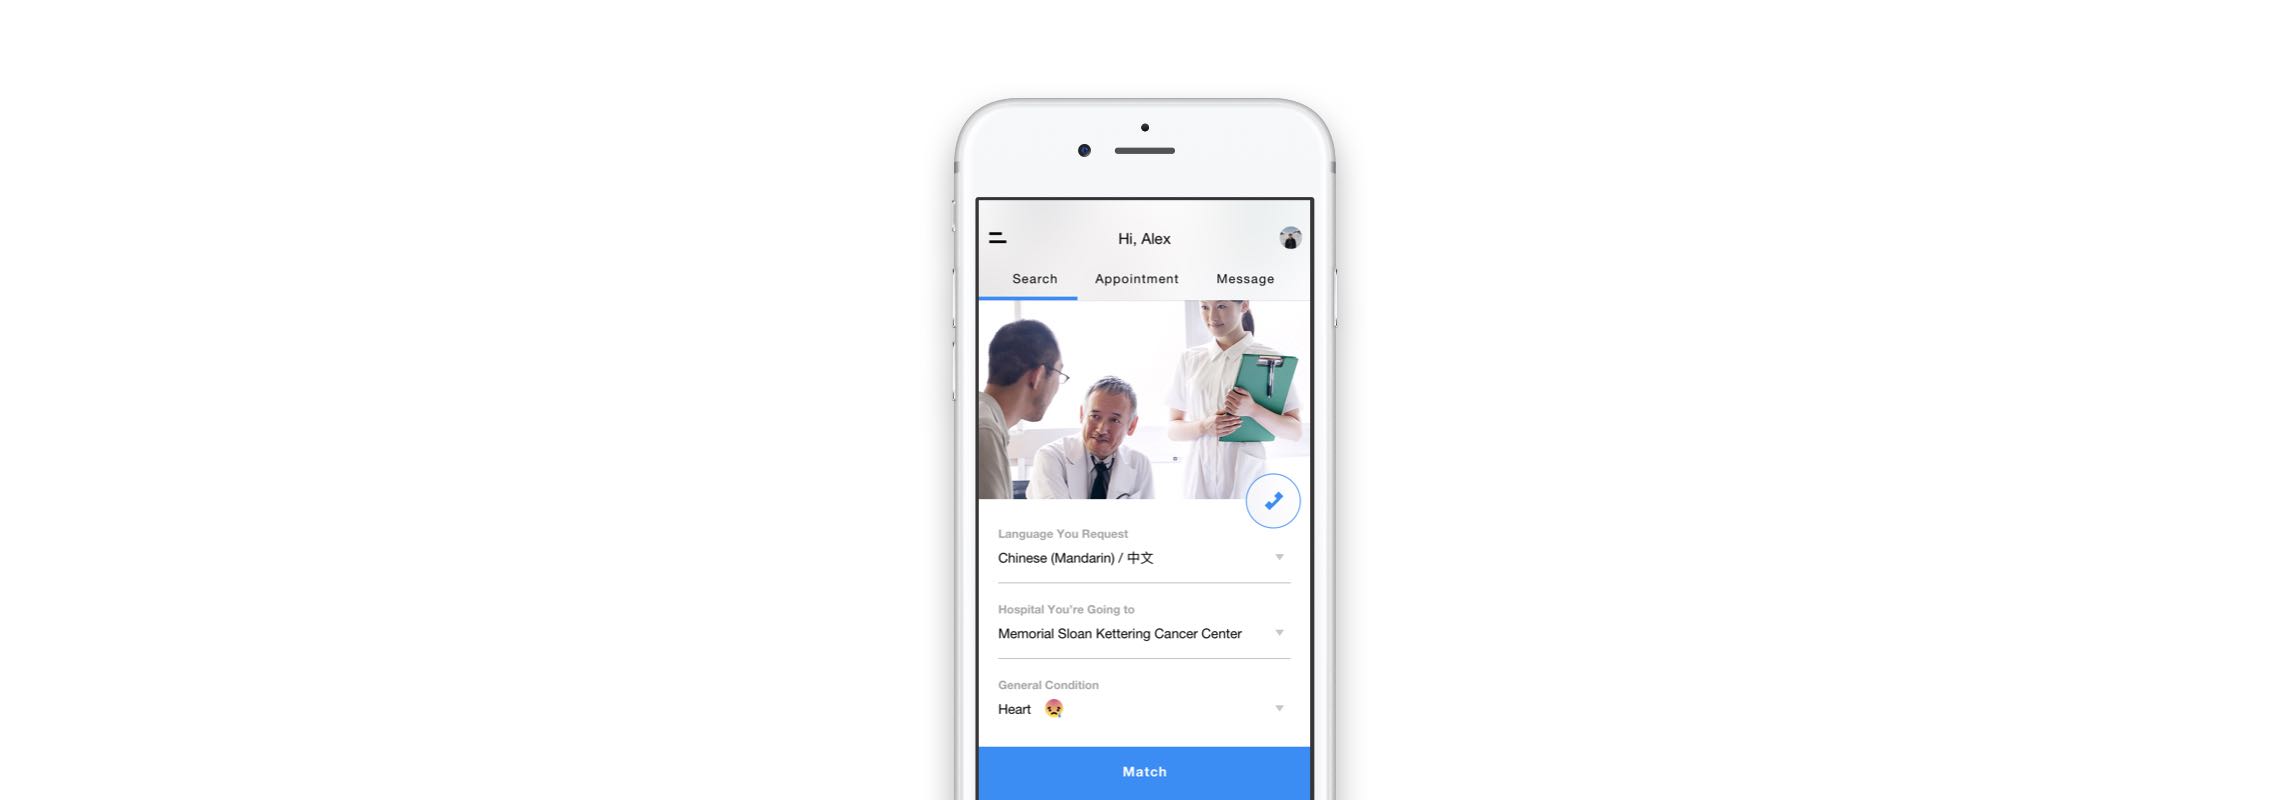 Hi, Alex
Search Appointment Message
Language You Request
Chinese (Mandarin) / 中文
Hospital You're Going to
Memorial Sloan Kettering Cancer Center
General Condition
Heart
Match